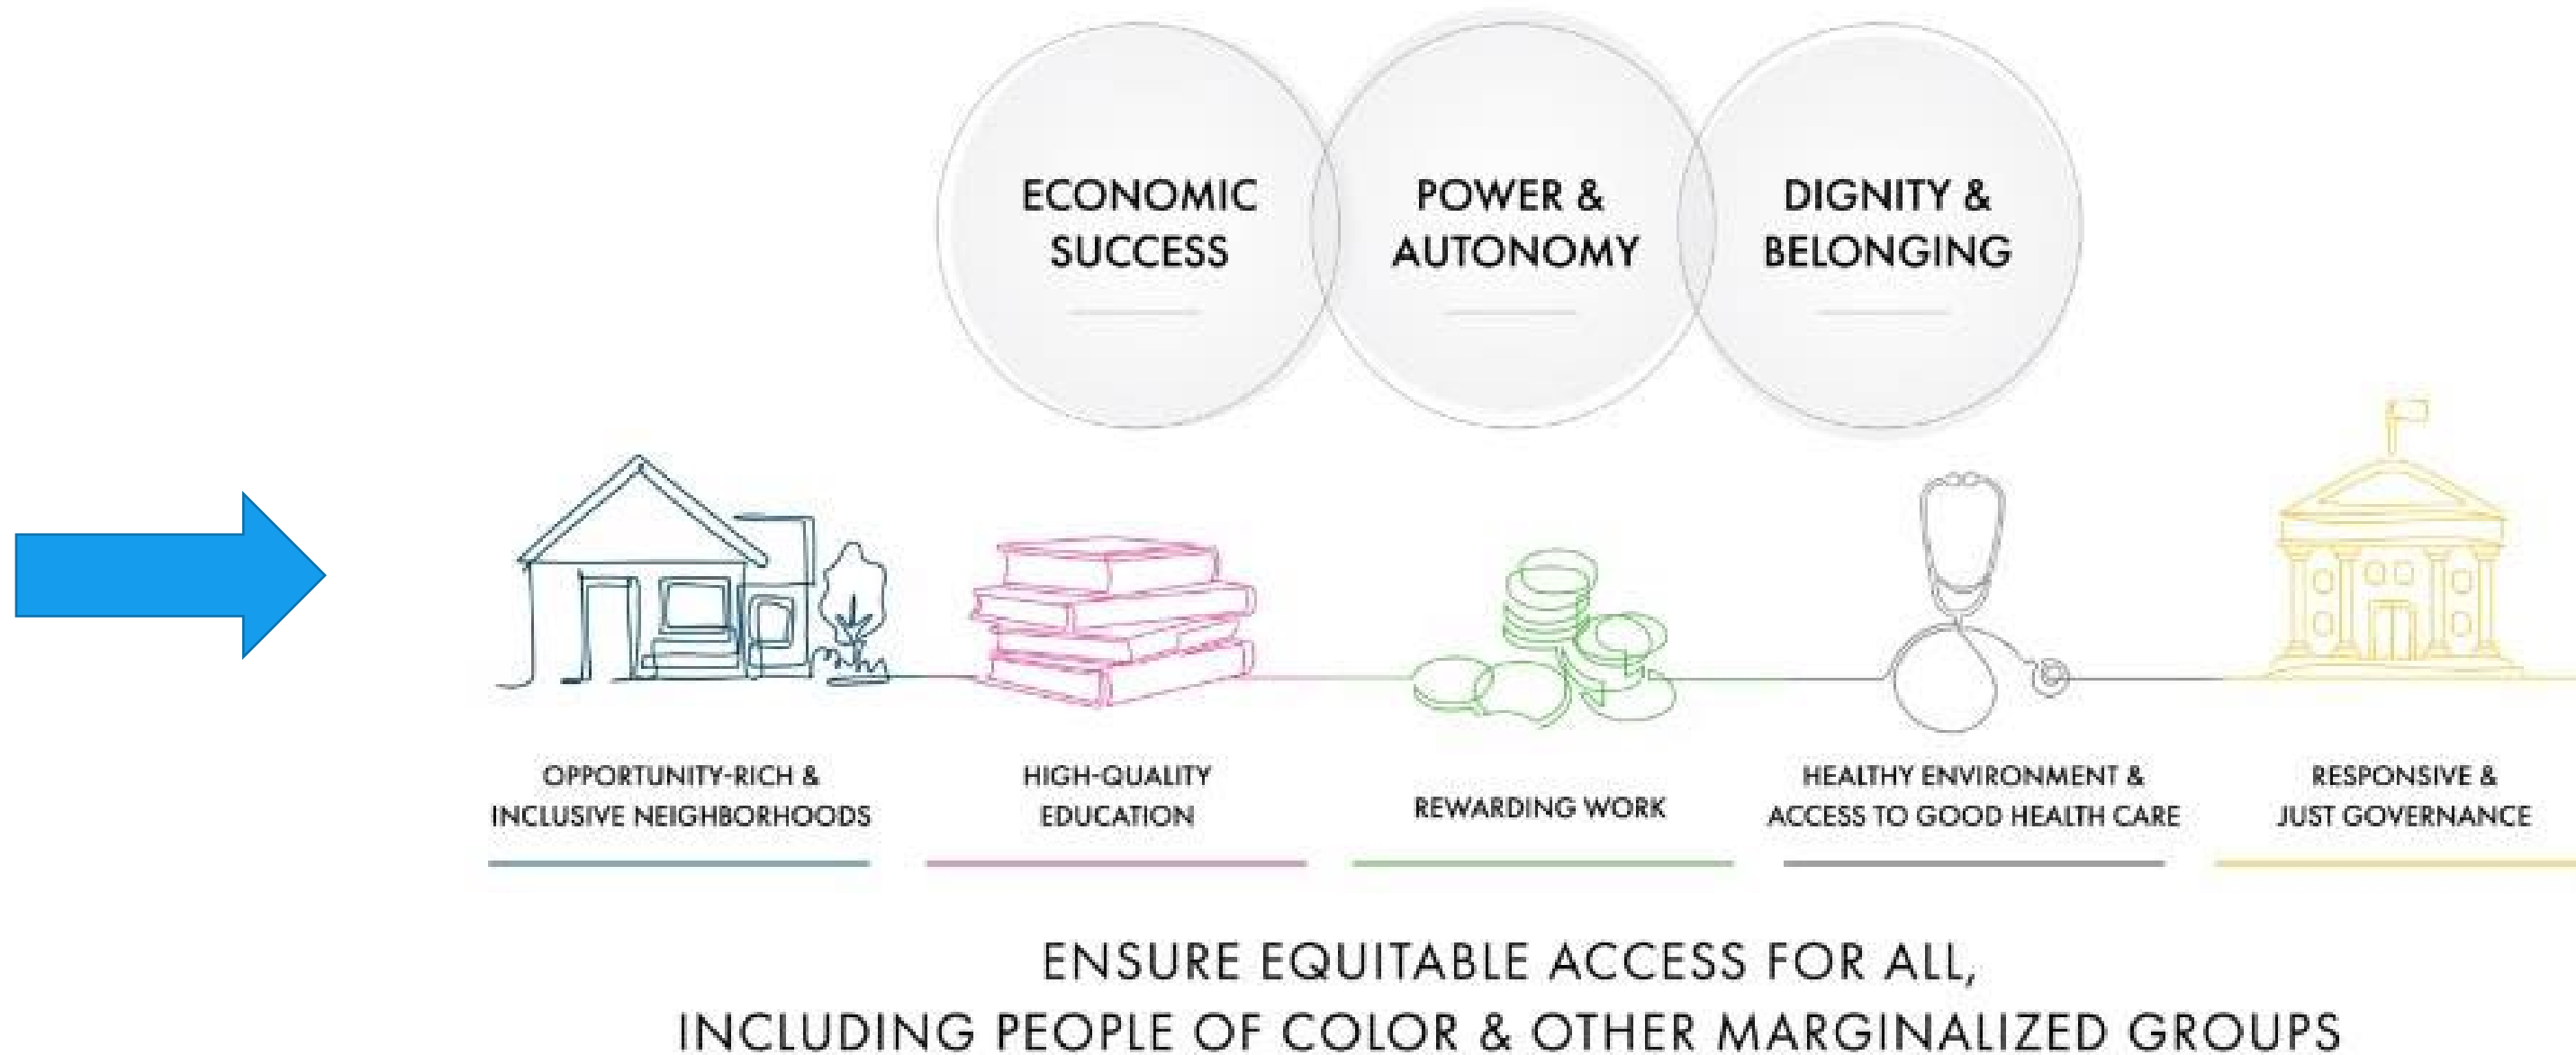 ECONOMIC
SUCCESS
POWER &
AUTONOMY
DIGNITY &
BELONGING
OPPORTUNITY-RICH &
INCLUSIVE NEIGHBORHOODS
HIGH-QUALITY
EDUCATION
REWARDING WORK
HEALTHY ENVIRONMENT &
ACCESS TO GOOD HEALTH CARE
RESPONSIVE &
JUST GOVERNANCE
ENSURE EQUITABLE ACCESS FOR ALL,
INCLUDING PEOPLE OF COLOR & OTHER MARGINALIZED GROUPS